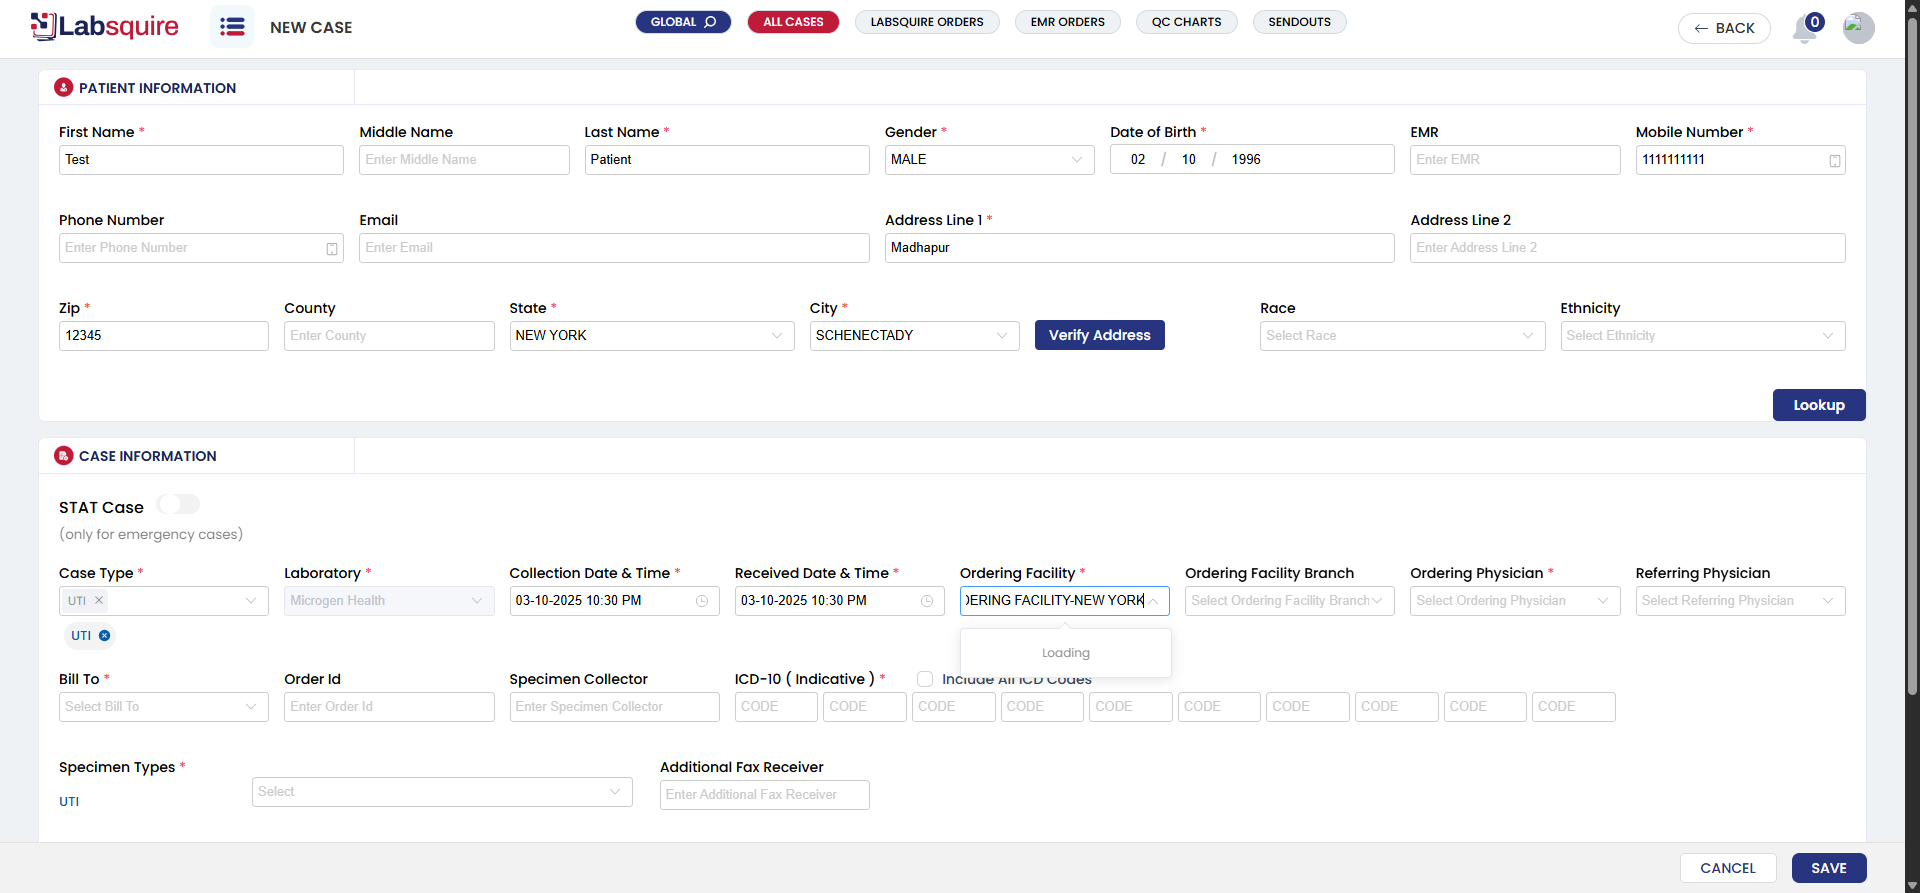 Labsquire
NEW CASE
GLOBAL
ALL CASES
LABSQUIRE ORDERS
EMR ORDERS
QC CHARTS
SENDOUTS
BACK
0
PATIENT INFORMATION
First Name * Middle Name Last Name * Gender * Date of Birth * EMR Mobile Number *
Test Enter Middle Name Patient MALE 02 / 10 / 1996 Enter EMR 1111111111
Phone Number Email Address Line 1 * Address Line 2
Enter Phone Number Enter Email Madhapur Enter Address Line 2
Zip * County State * City * Race Ethnicity
12345 Enter County NEW YORK SCHENECTADY Verify Address Select Race Select Ethnicity
Lookup
CASE INFORMATION
STAT Case
(only for emergency cases)
Case Type * Laboratory * Collection Date & Time * Received Date & Time * Ordering Facility * Ordering Facility Branch Ordering Physician * Referring Physician
UTI Microgen Health 03-10-2025 10:30 PM 03-10-2025 10:30 PM DERING FACILITY-NEW YORK Select Ordering Facility Branch Select Ordering Physician Select Referring Physician
UTI
Loading
Bill To * Order Id Specimen Collector ICD-10 ( Indicative ) * Include All ICD Codes
Select Bill To Enter Order Id Enter Specimen Collector CODE CODE CODE CODE CODE CODE CODE CODE CODE CODE
Specimen Types * Additional Fax Receiver
UTI Select Enter Additional Fax Receiver
CANCEL SAVE